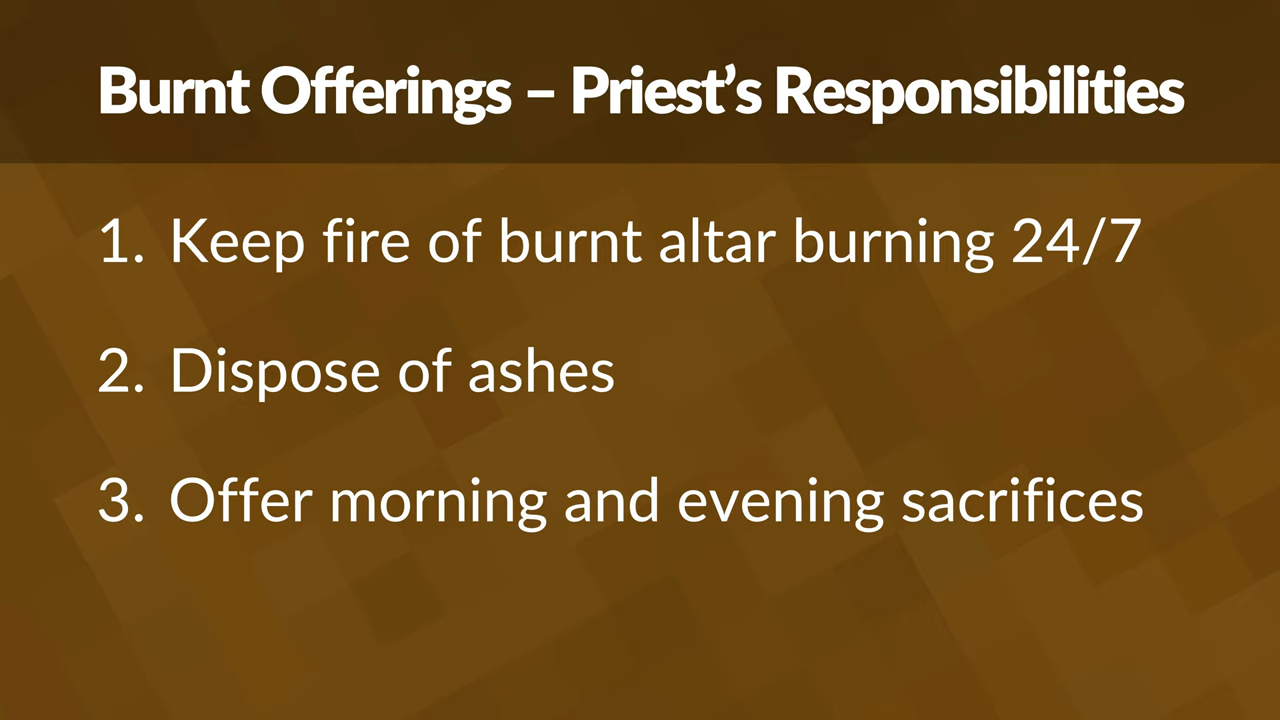 Burnt Offerings – Priest’s Responsibilities
1. Keep fire of burnt altar burning 24/7
2. Dispose of ashes
3. Offer morning and evening sacrifices